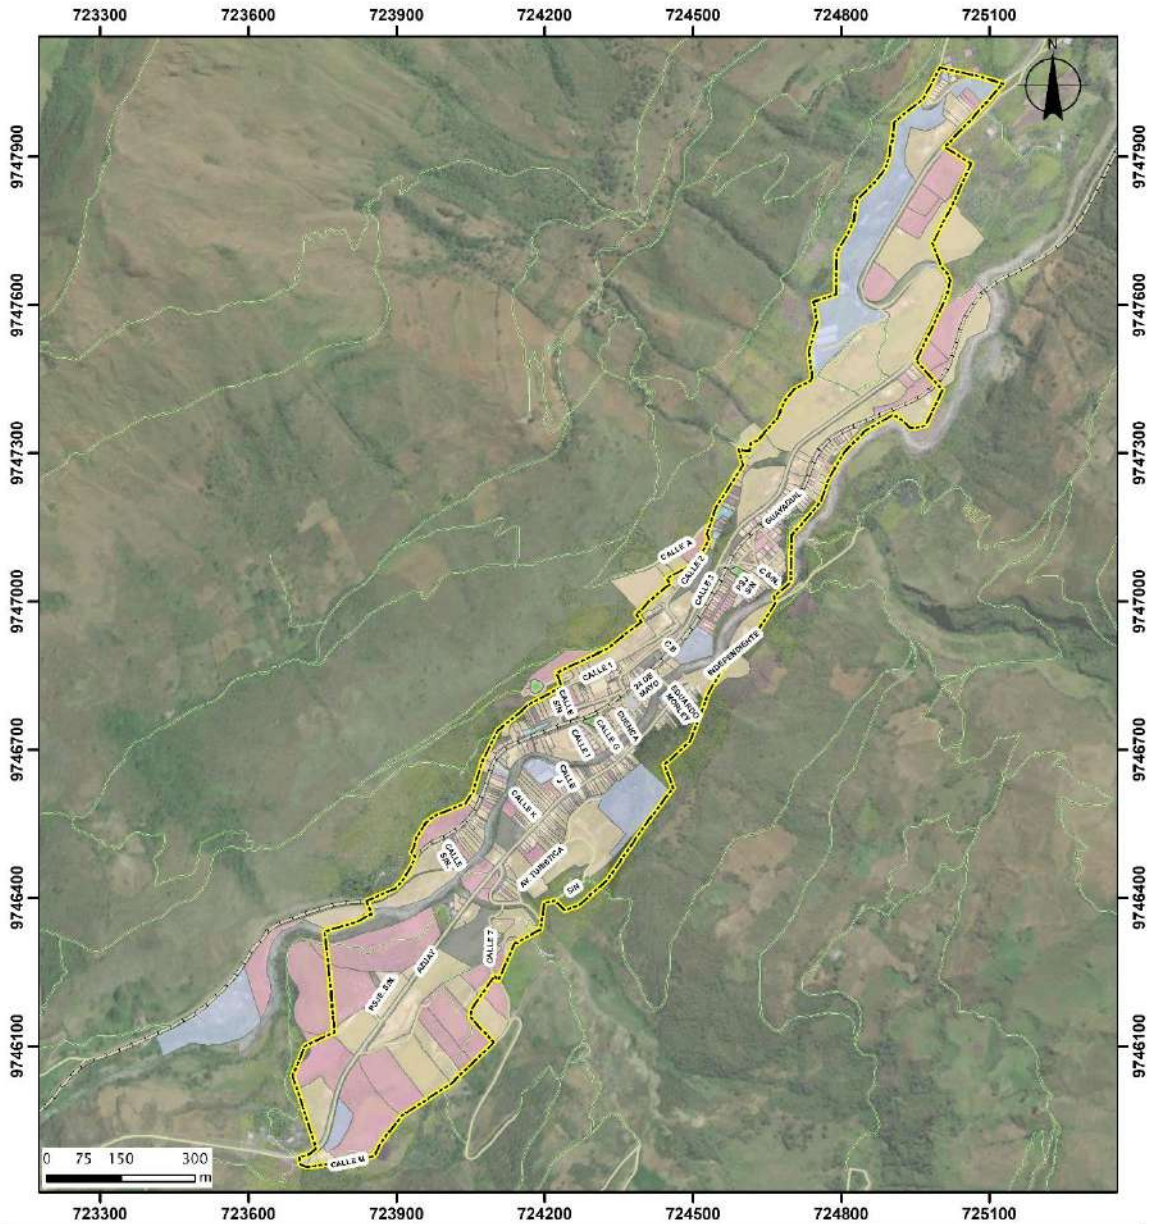 723300 723600 723900 724200 724500 724800 725100
N
9747900 9747900
9747600 9747600
9747300 9747300
GUAYAQUIL
CALLE A
CALLE 2
CALLE 3
PSJ
S/N
9747000 9747000
INDEPENDIENTE
CALLE 1
24 DE
MAYO
EDUARDO
MORLEY
CALLE
S/N
CUENCA
CALLE G
CALLE I
9746700 9746700
CALLE
J
CALLE K
CALLE
S/N
AV. TURISTICA
S/N
9746400 9746400
CALLE 7
AZUAY
PSJE. S/N
9746100 9746100
CALLE M
0 75 150 300
m
723300 723600 723900 724200 724500 724800 725100